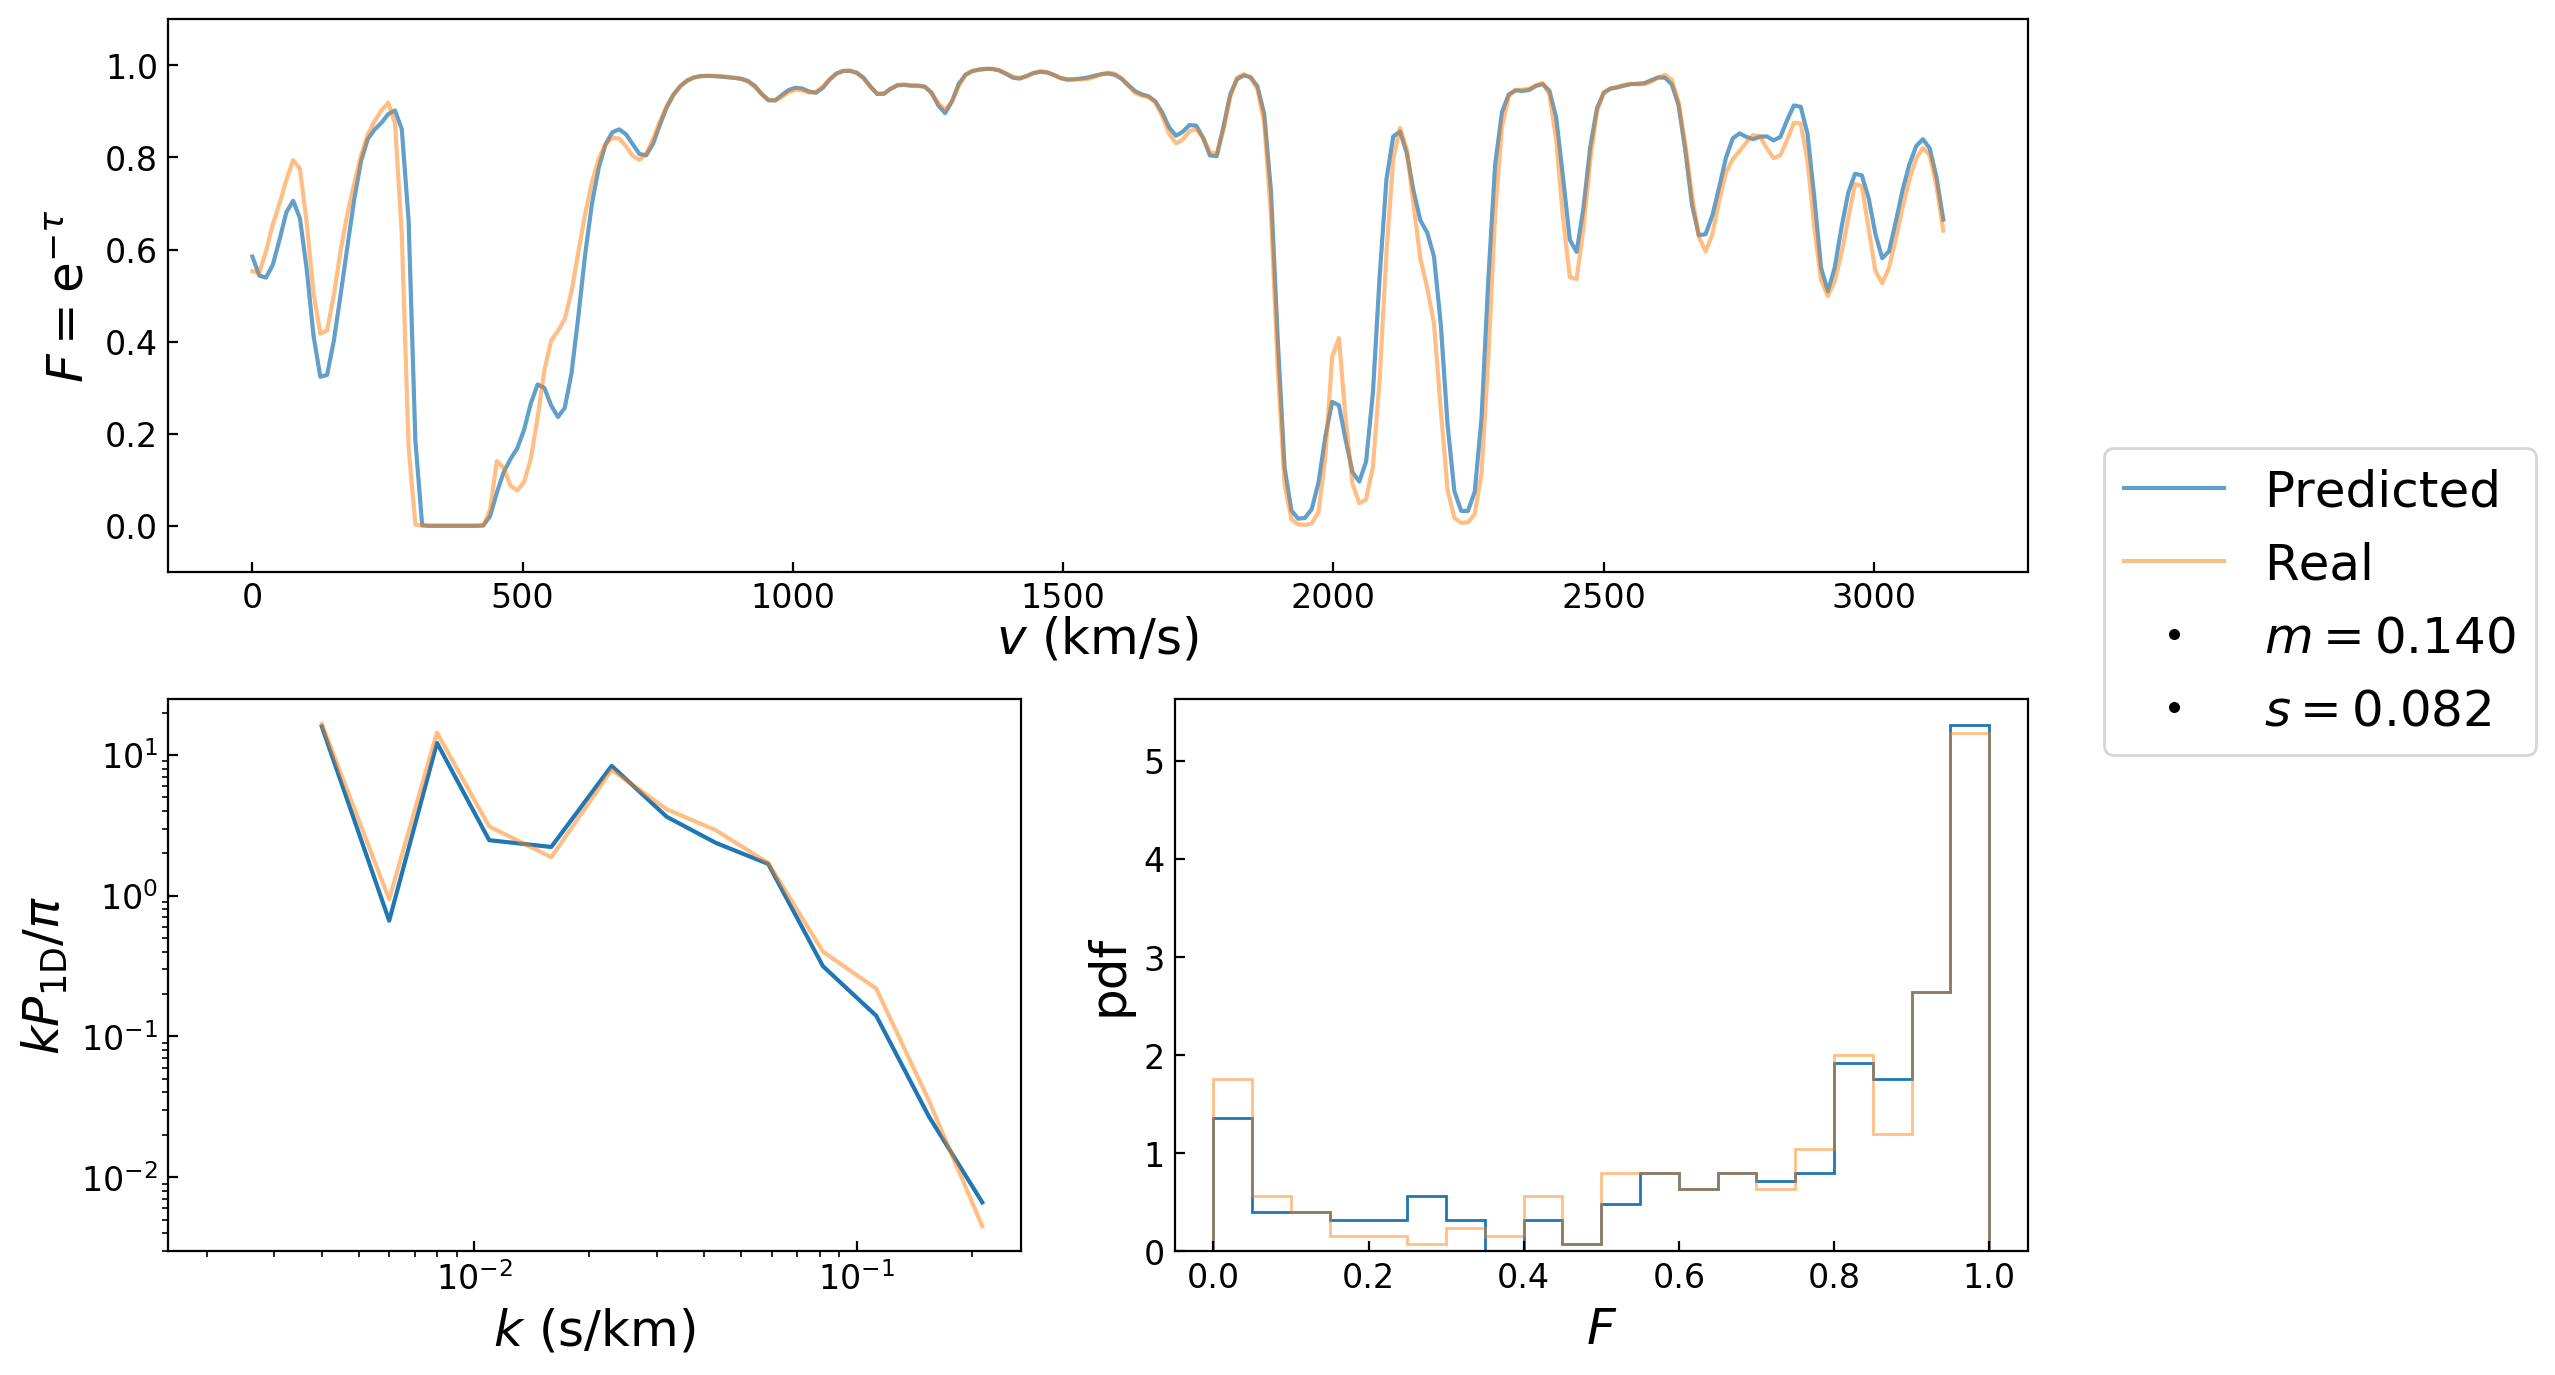 F = e^{-τ}
1.0
0.8
0.6
0.4
0.2
0.0
0 500 1000 1500 2000 2500 3000
v (km/s)
Predicted
Real
m = 0.140
s = 0.082
kP_{1D}/π
10^1
10^0
10^{-1}
10^{-2}
10^{-2} 10^{-1}
k (s/km)
pdf
5
4
3
2
1
0
0.0 0.2 0.4 0.6 0.8 1.0
F